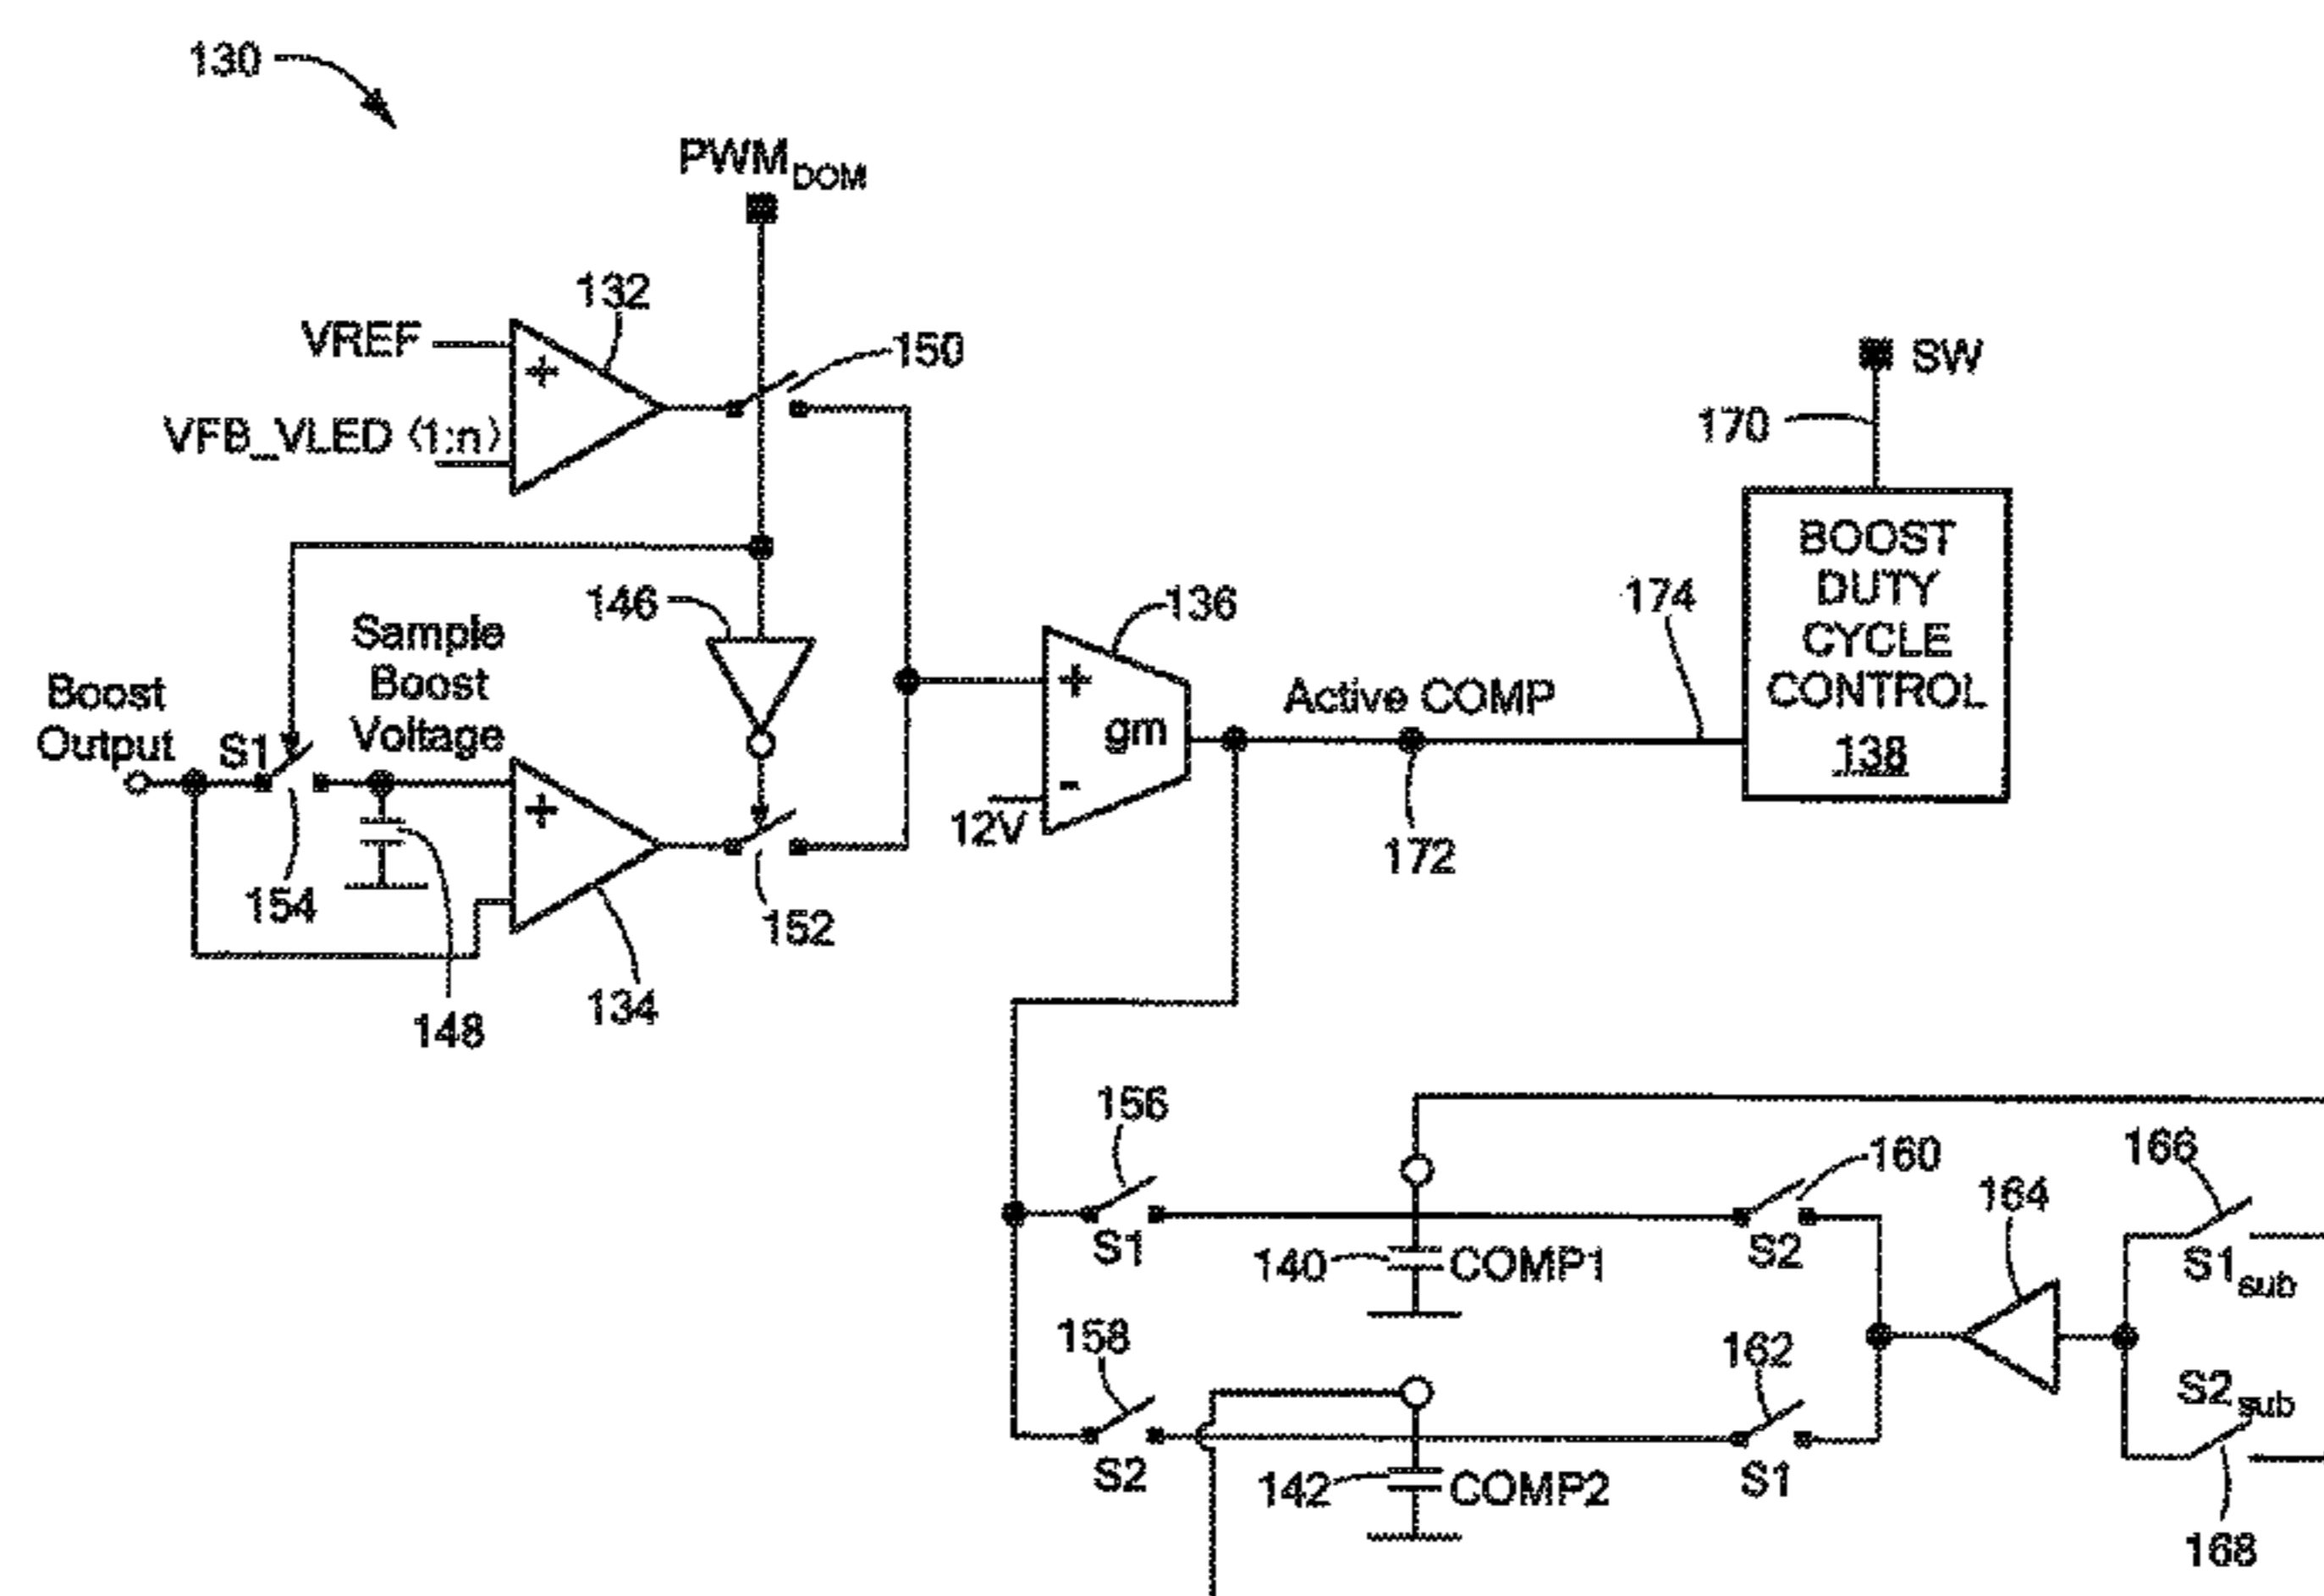 130
PWM DOM
132
VREF
+
150
SW
VFB_VLED (1:n)
170
BOOST
DUTY
CYCLE
CONTROL
138
146
136
174
Sample
Boost
Voltage
Boost
Output
S1
+
Active COMP
gm
+
-
12V
172
154
152
134
148
156
160
166
164
S1
140
COMP1
S2
S1sub
158
162
S2sub
S2
142
COMP2
S1
168